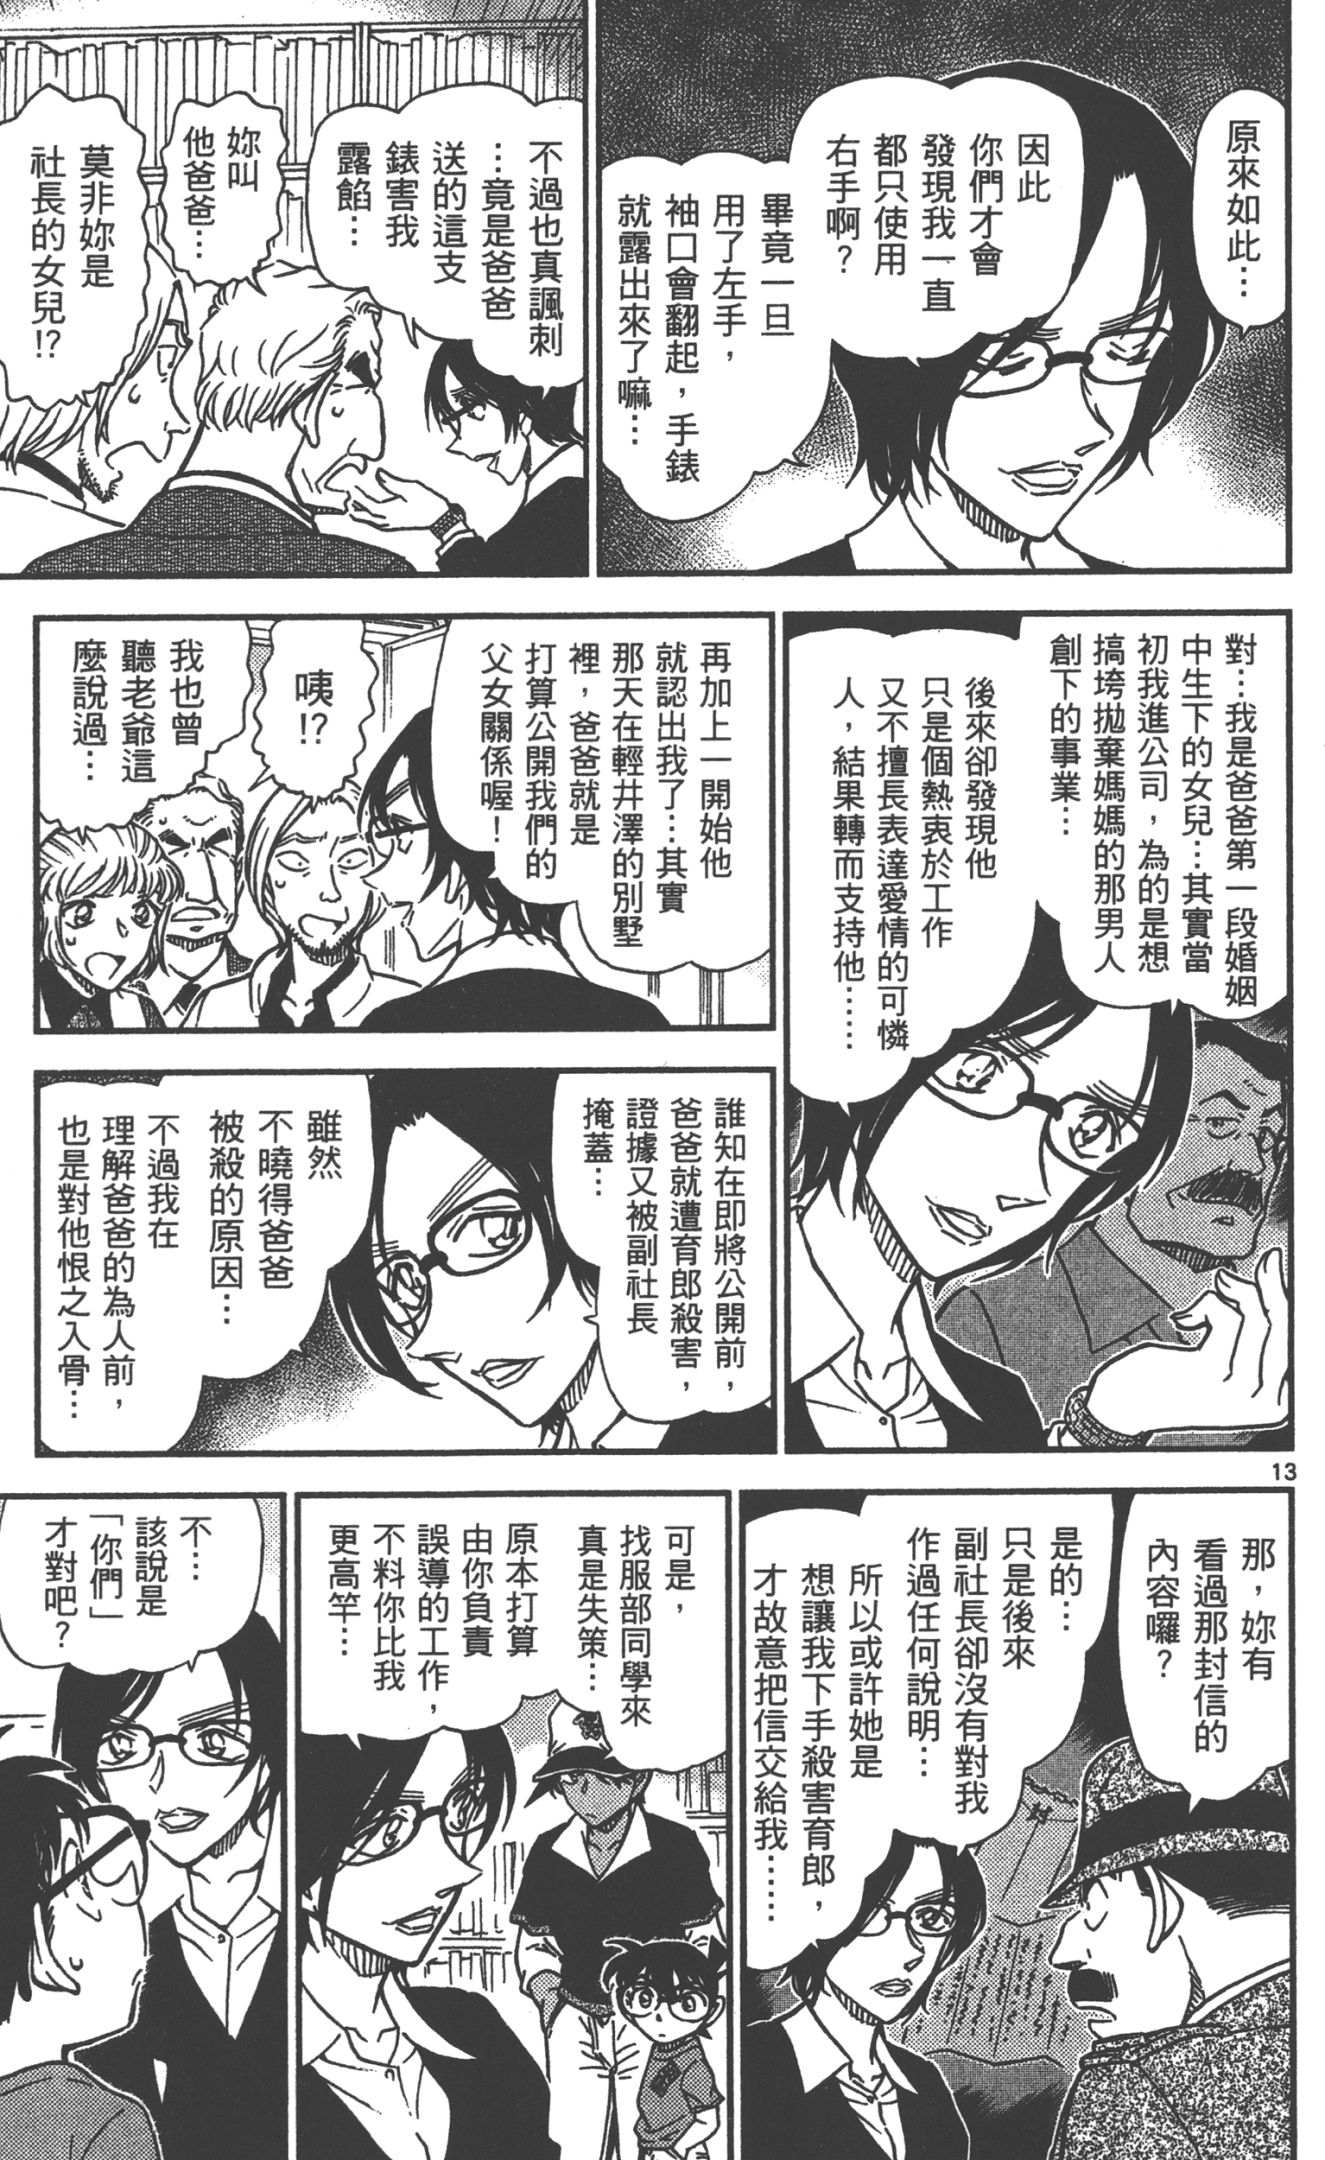 原來如此…
因此
你們才會
發現我一直
都只使用
右手啊？
畢竟一旦
用了左手，
袖口會翻起，手錶
就露出來了嘛…
不過也真諷刺
…竟是爸爸
送的這支
錶害我
露餡…
妳叫
他爸爸…
莫非妳是
社長的女兒!?
對…我是爸爸第一段婚姻
中生下的女兒…其實當
初我進公司，為的是想
搞垮拋棄媽媽的那男人
創下的事業…
後來卻發現他
只是個熱衷於工作
又不擅長表達愛情的可憐
人，結果轉而支持他……
再加上一開始他
就認出我了…其實
那天在輕井澤的別墅
裡，爸爸就是
打算公開我們的
父女關係喔！
咦!?
我也曾
聽老爺這
麼說過…
誰知在即將公開前，
爸爸就遭育郎殺害，
證據又被副社長
掩蓋…
雖然
不曉得爸爸
被殺的原因…
不過我在
理解爸爸的為人前，
也是對他恨之入骨…
13
那，妳有
看過那封信的
內容囉？
是的…
只是後來
副社長卻沒有對我
作過任何說明…
所以或許她是
想讓我下手殺害育郎，
才故意把信交給我……
可是，
找服部同學來
真是失策…
原本打算
由你負責
誤導的工作，
不料你比我
更高竿…
不…
該說是
「你們」
才對吧？